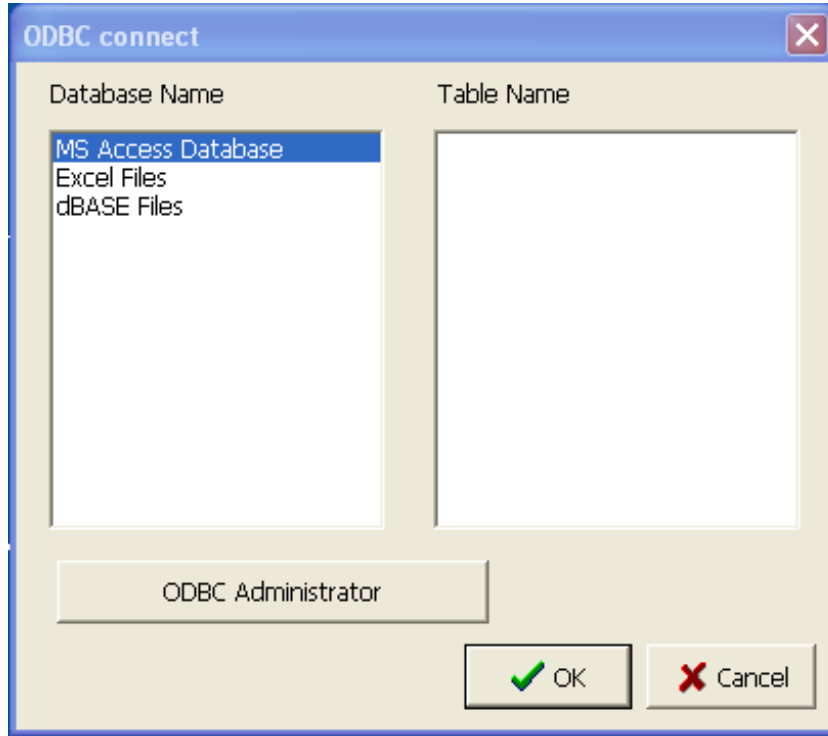 ODBC connect
Database Name
Table Name
MS Access Database
Excel Files
dBASE Files
ODBC Administrator
OK
Cancel